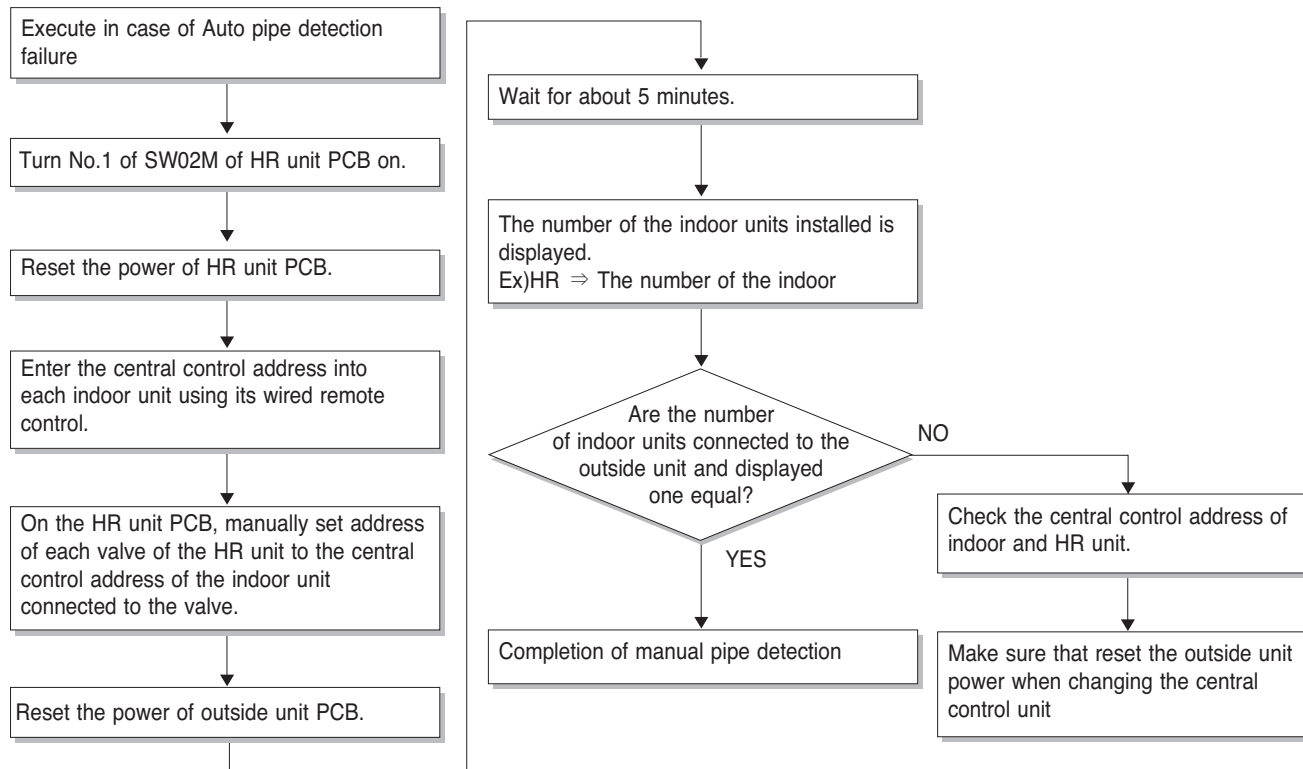 Execute in case of Auto pipe detection
failure
Turn No.1 of SW02M of HR unit PCB on.
Reset the power of HR unit PCB.
Enter the central control address into
each indoor unit using its wired remote
control.
On the HR unit PCB, manually set address
of each valve of the HR unit to the central
control address of the indoor unit
connected to the valve.
Reset the power of outside unit PCB.
Wait for about 5 minutes.
The number of the indoor units installed is
displayed.
Ex)HR ⇒ The number of the indoor
Are the number
of indoor units connected to the
outside unit and displayed
one equal?
NO
YES
Completion of manual pipe detection
Check the central control address of
indoor and HR unit.
Make sure that reset the outside unit
power when changing the central
control unit